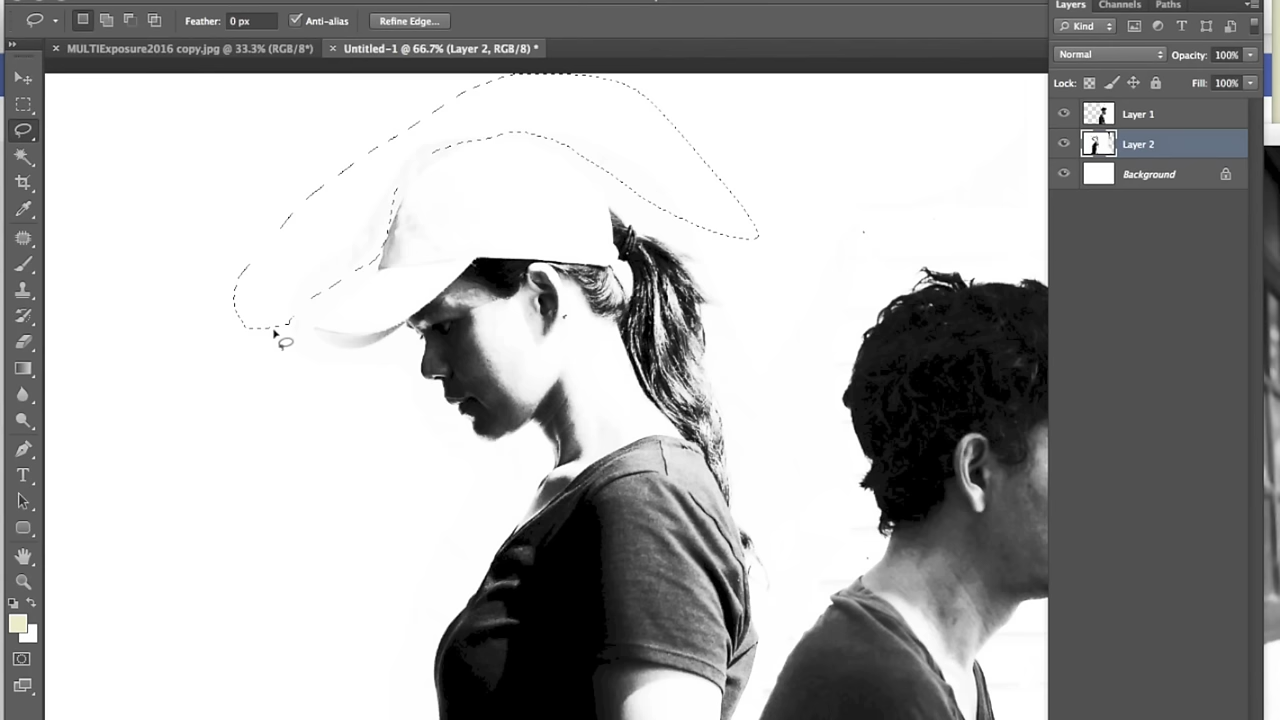 Feather: 0 px Anti-alias Refine Edge...
MULTIExposure2016 copy.jpg @ 33.3% (RGB/8*) Untitled-1 @ 66.7% (Layer 2, RGB/8) *
Layers Channels Paths
Kind
Normal Opacity: 100%
Lock: Fill: 100%
Layer 1
Layer 2
Background